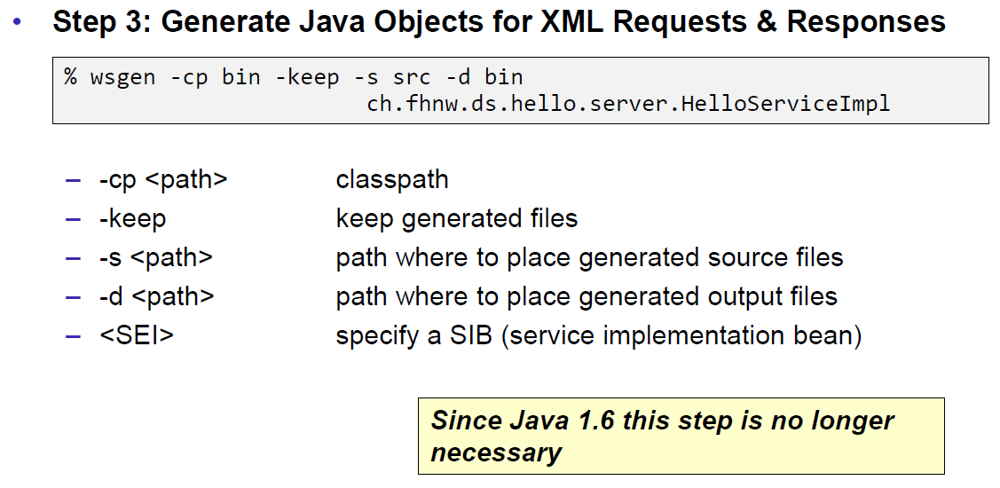 • Step 3: Generate Java Objects for XML Requests & Responses
% wsgen -cp bin -keep -s src -d bin
ch.fhnw.ds.hello.server.HelloServiceImpl
– -cp <path> classpath
– -keep keep generated files
– -s <path> path where to place generated source files
– -d <path> path where to place generated output files
– <SEI> specify a SIB (service implementation bean)
Since Java 1.6 this step is no longer
necessary